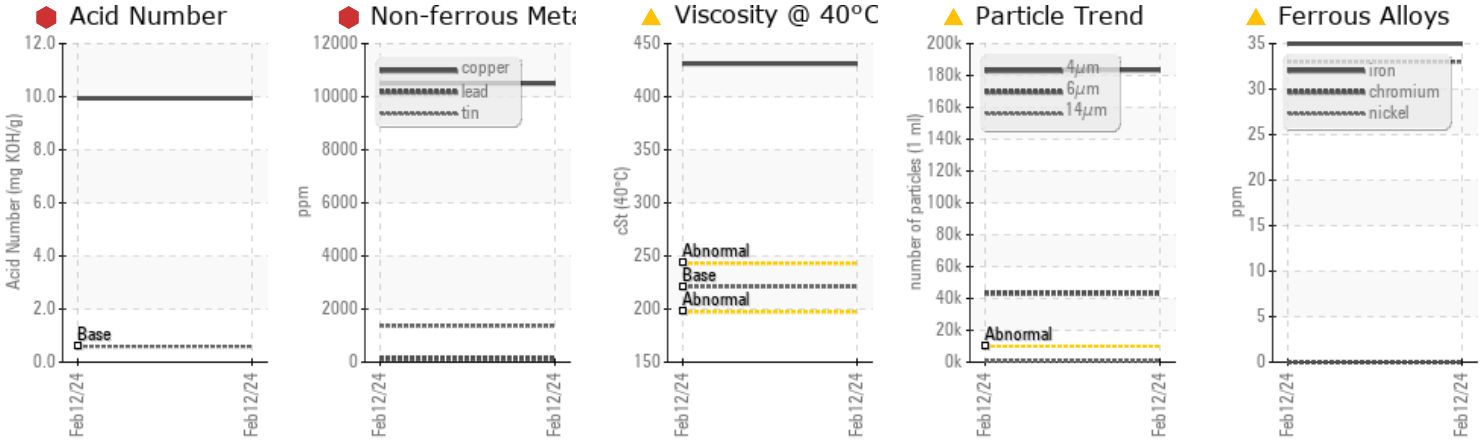 Acid Number
12.0
10.0
8.0
6.0
4.0
2.0
0.0
Acid Number (mg KOH/g)
Base
Feb12/24
Feb12/24
Non-ferrous Meta
12000
10000
8000
6000
4000
2000
0
ppm
copper
lead
tin
Feb12/24
Feb12/24
Viscosity @ 40°C
450
400
350
300
250
200
150
cSt (40°C)
Abnormal
Base
Abnormal
Feb12/24
Feb12/24
Particle Trend
200k
180k
160k
140k
120k
100k
80k
60k
40k
20k
0k
number of particles (1 ml)
4μm
6μm
14μm
Abnormal
Feb12/24
Feb12/24
Ferrous Alloys
35
30
25
20
15
10
5
0
ppm
iron
chromium
nickel
Feb12/24
Feb12/24